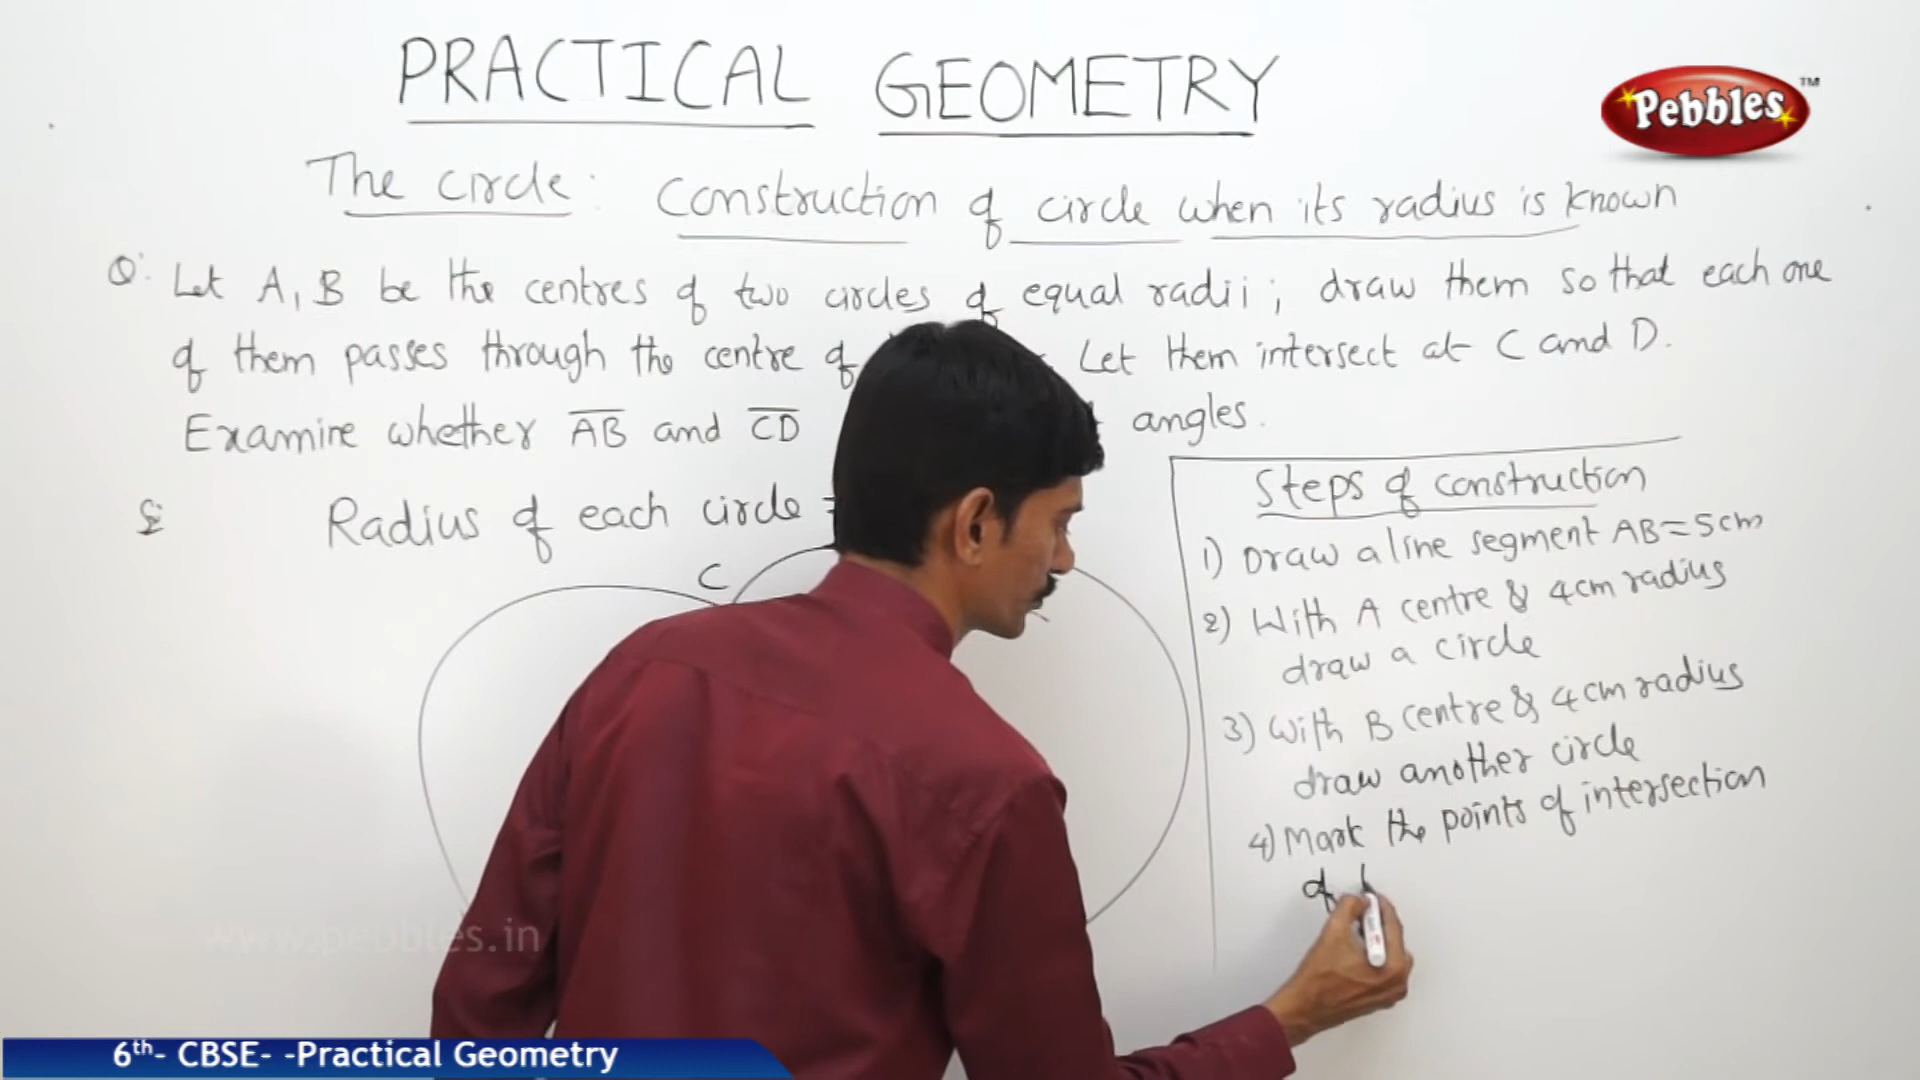 PRACTICAL GEOMETRY
Pebbles TM
The circle: Construction of circle when its radius is known
Q: Let A, B be the centres of two circles of equal radii; draw them so that each one
of them passes through the centre of Let them intersect at C and D.
Examine whether AB and CD angles.
Radius of each circle =
C
Steps of construction
1) Draw a line segment AB=5cm
2) With A centre & 4cm radius
draw a circle
3) With B centre & 4cm radius
draw another circle
4) Mark the points of intersection
of
www.pebbles.in
6th- CBSE- -Practical Geometry